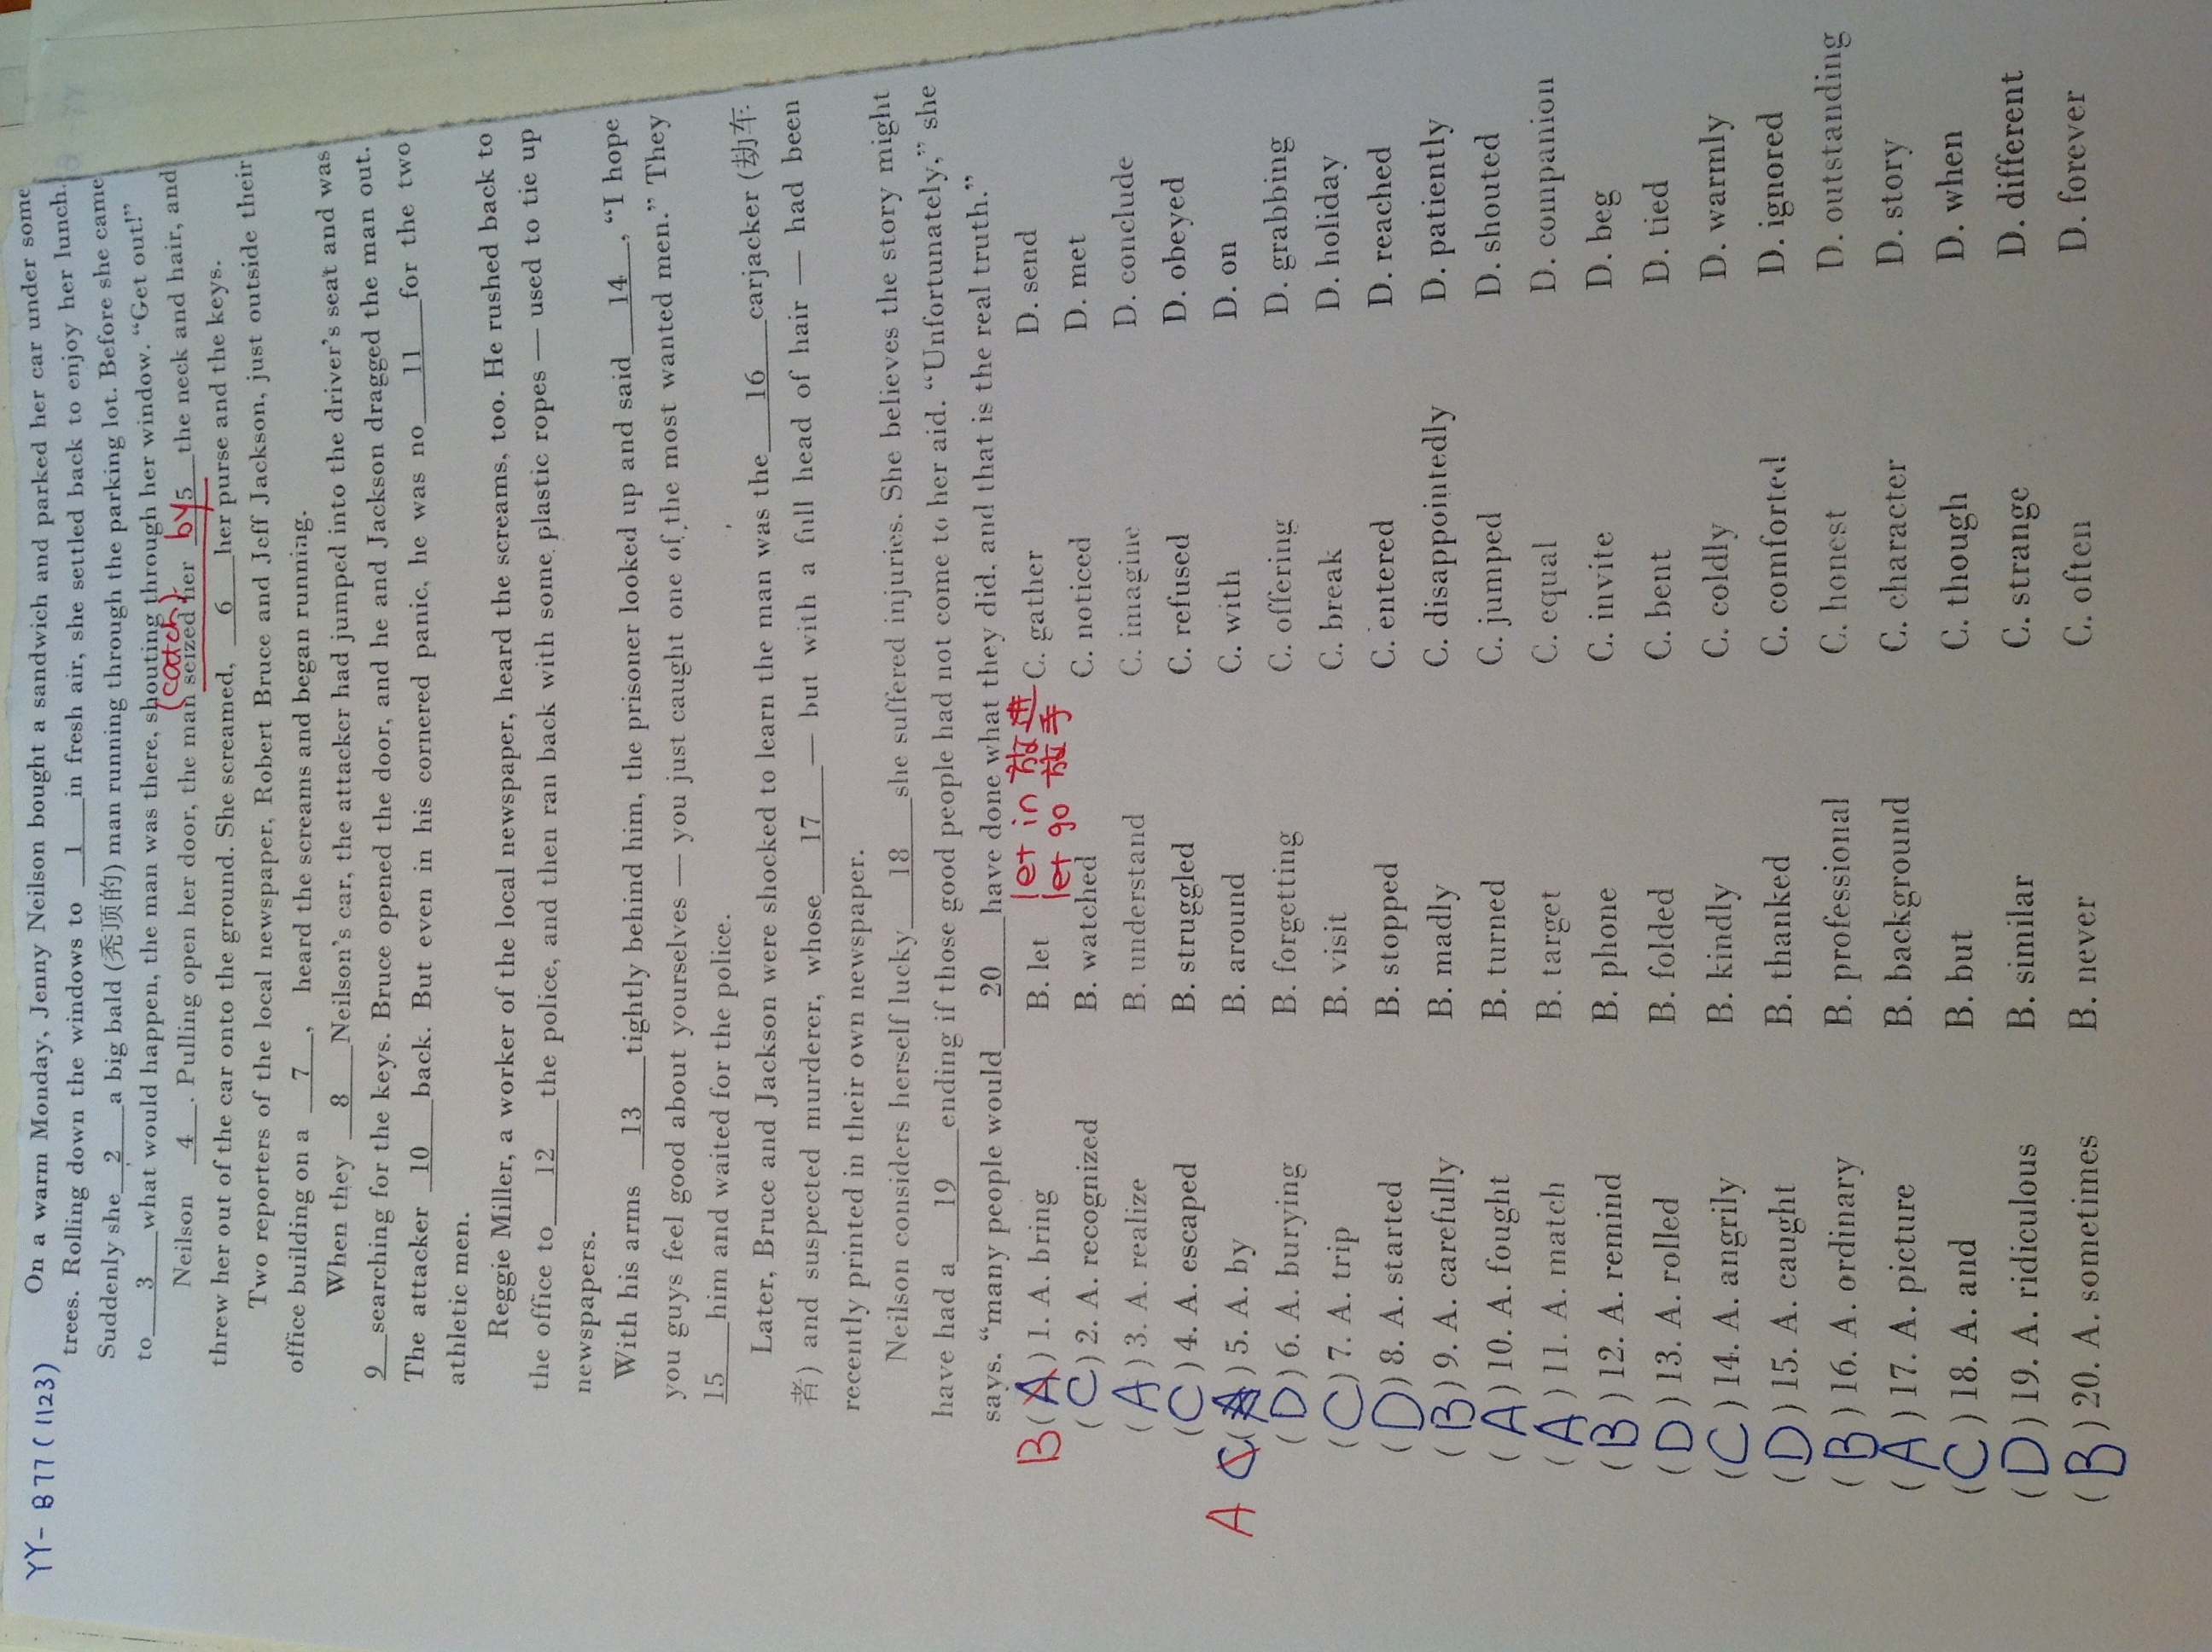 YY-B77(1123)
On a warm Monday, Jenny Neilson bought a sandwich and parked her car under some
trees. Rolling down the windows to 1 in fresh air, she settled back to enjoy her lunch.
Suddenly she 2 a big bald (秃顶的) man running through the parking lot. Before she came
to 3 what would happen, the man was there, shouting through her window. “Get out!”
(catch)
Neilson 4 . Pulling open her door, the man seized her by 5 the neck and hair, and
threw her out of the car onto the ground. She screamed, 6 her purse and the keys.
Two reporters of the local newspaper, Robert Bruce and Jeff Jackson, just outside their
office building on a 7 , heard the screams and began running.
When they 8 Neilson's car, the attacker had jumped into the driver's seat and was
9 searching for the keys. Bruce opened the door, and he and Jackson dragged the man out.
The attacker 10 back. But even in his cornered panic, he was no 11 for the two
athletic men.
Reggie Miller, a worker of the local newspaper, heard the screams, too. He rushed back to
the office to 12 the police, and then ran back with some plastic ropes — used to tie up
newspapers.
With his arms 13 tightly behind him, the prisoner looked up and said 14 , “I hope
you guys feel good about yourselves — you just caught one of the most wanted men.” They
15 him and waited for the police.
Later, Bruce and Jackson were shocked to learn the man was the 16 carjacker (劫车
者) and suspected murderer, whose 17 — but with a full head of hair — had been
recently printed in their own newspaper.
Neilson considers herself lucky 18 she suffered injuries. She believes the story might
have had a 19 ending if those good people had not come to her aid. “Unfortunately,” she
says. “many people would 20 have done what they did, and that is the real truth.”
B (A) 1. A. bring B. let let in 放进 C. gather D. send
let go 放手
(C) 2. A. recognized B. watched C. noticed D. met
(A) 3. A. realize B. understand C. imagine D. conclude
(C) 4. A. escaped B. struggled C. refused D. obeyed
A C (A) 5. A. by B. around C. with D. on
(D) 6. A. burying B. forgetting C. offering D. grabbing
(C) 7. A. trip B. visit C. break D. holiday
(D) 8. A. started B. stopped C. entered D. reached
(B) 9. A. carefully B. madly C. disappointedly D. patiently
(A) 10. A. fought B. turned C. jumped D. shouted
(A) 11. A. match B. target C. equal D. companion
(B) 12. A. remind B. phone C. invite D. beg
(D) 13. A. rolled B. folded C. bent D. tied
(C) 14. A. angrily B. kindly C. coldly D. warmly
(D) 15. A. caught B. thanked C. comforted D. ignored
(B) 16. A. ordinary B. professional C. honest D. outstanding
(A) 17. A. picture B. background C. character D. story
(C) 18. A. and B. but C. though D. when
(D) 19. A. ridiculous B. similar C. strange D. different
(B) 20. A. sometimes B. never C. often D. forever